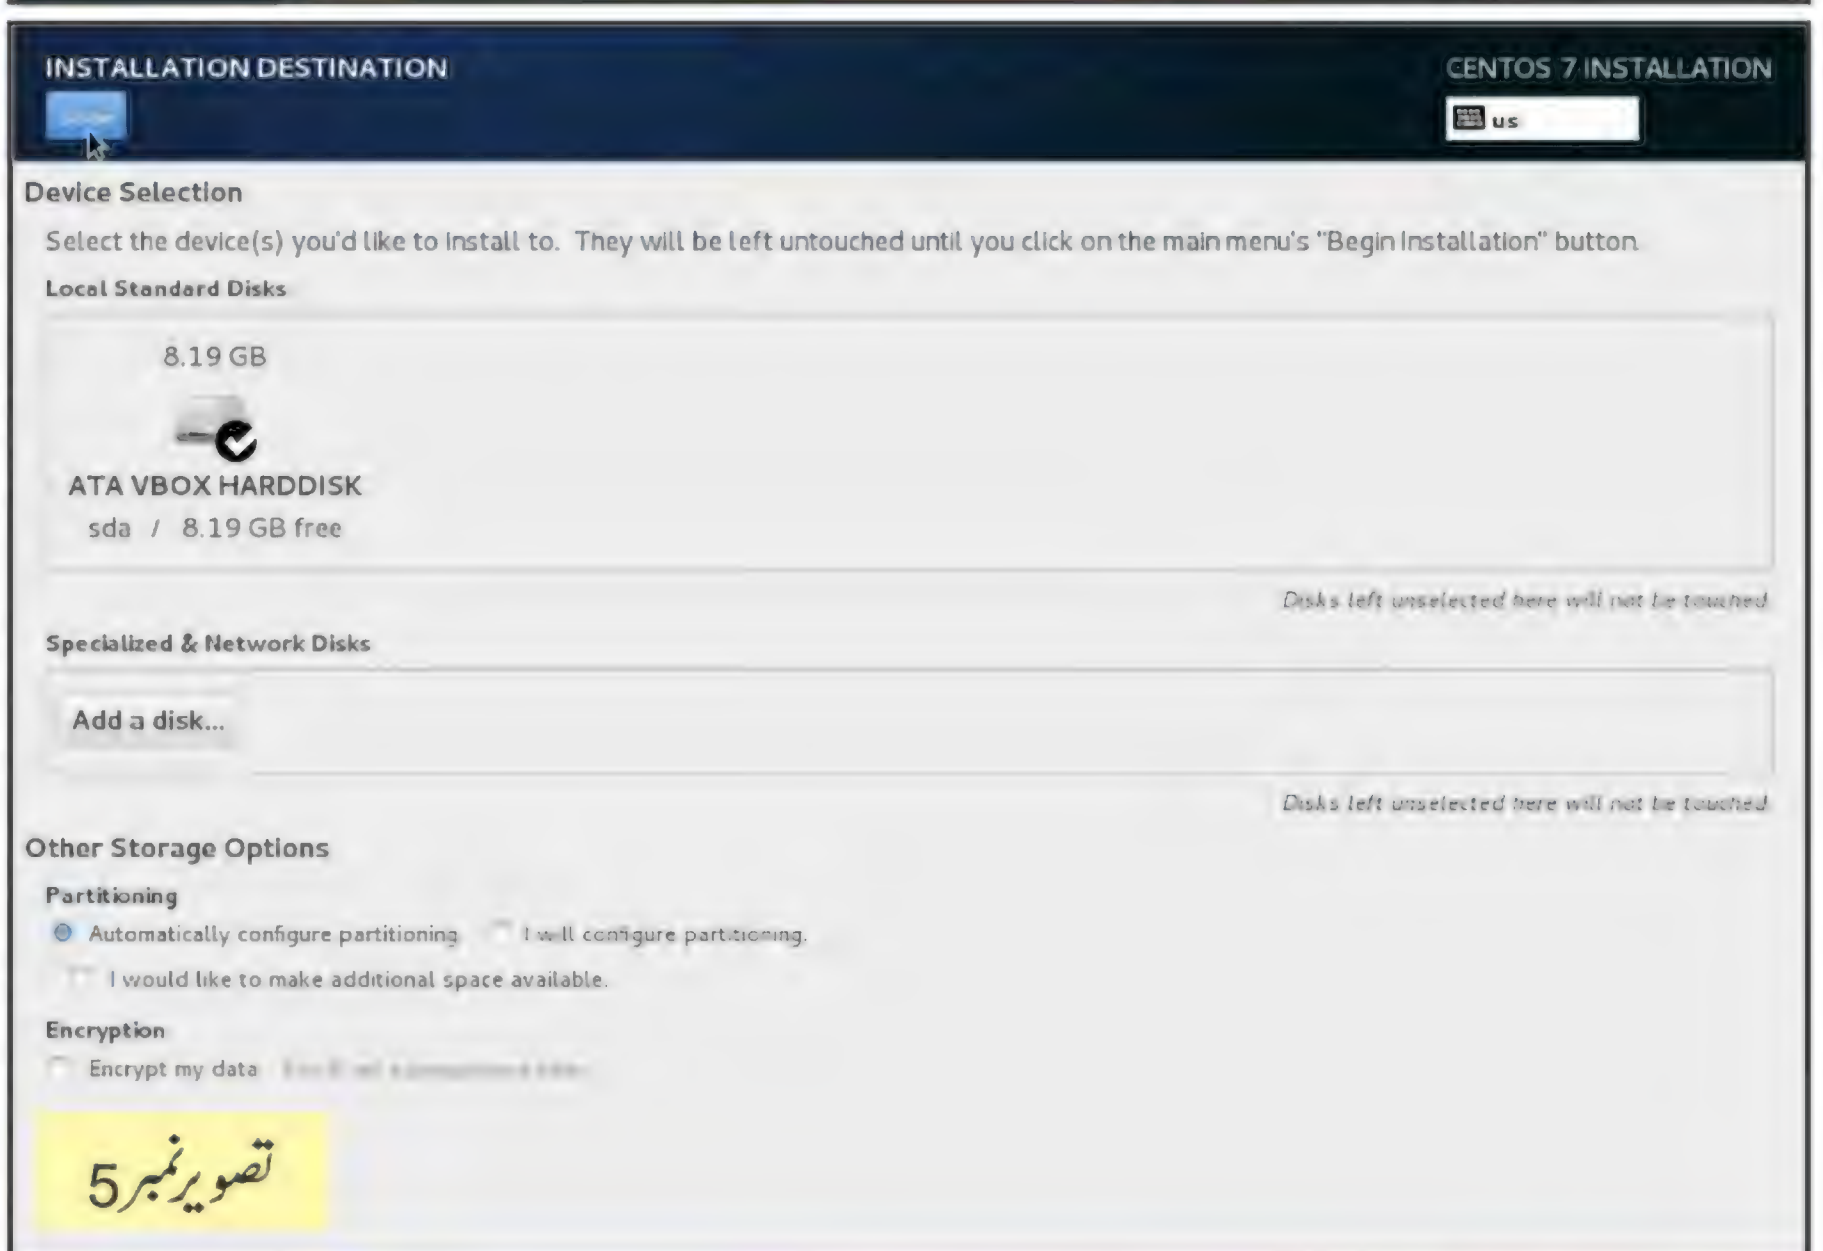 INSTALLATION DESTINATION
CENTOS 7 INSTALLATION
us
Device Selection
Select the device(s) you'd like to install to. They will be left untouched until you click on the main menu's "Begin Installation" button.
Local Standard Disks
8.19 GB
ATA VBOX HARDDISK
sda / 8.19 GB free
Disks left unselected here will not be touched.
Specialized & Network Disks
Add a disk...
Disks left unselected here will not be touched.
Other Storage Options
Partitioning
Automatically configure partitioning. I will configure partitioning.
I would like to make additional space available.
Encryption
Encrypt my data.
تصویر نمبر 5